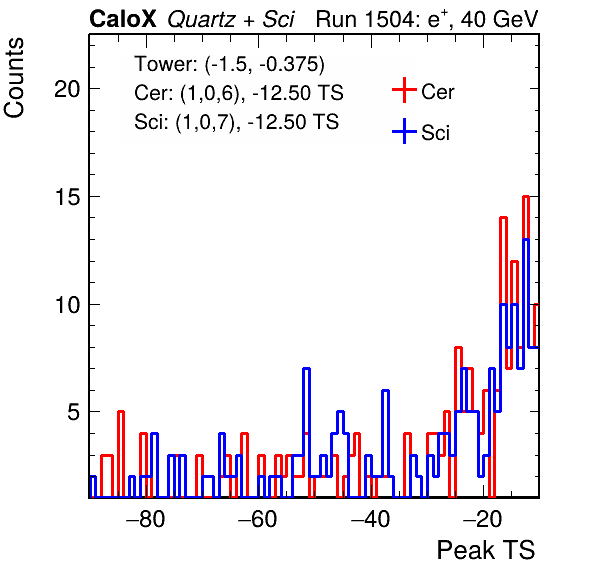 CaloX Quartz + Sci Run 1504: e⁺, 40 GeV
Counts
Tower: (-1.5, -0.375)
Cer: (1,0,6), -12.50 TS
Sci: (1,0,7), -12.50 TS
Cer
Sci
20
15
10
5
−80 −60 −40 −20
Peak TS